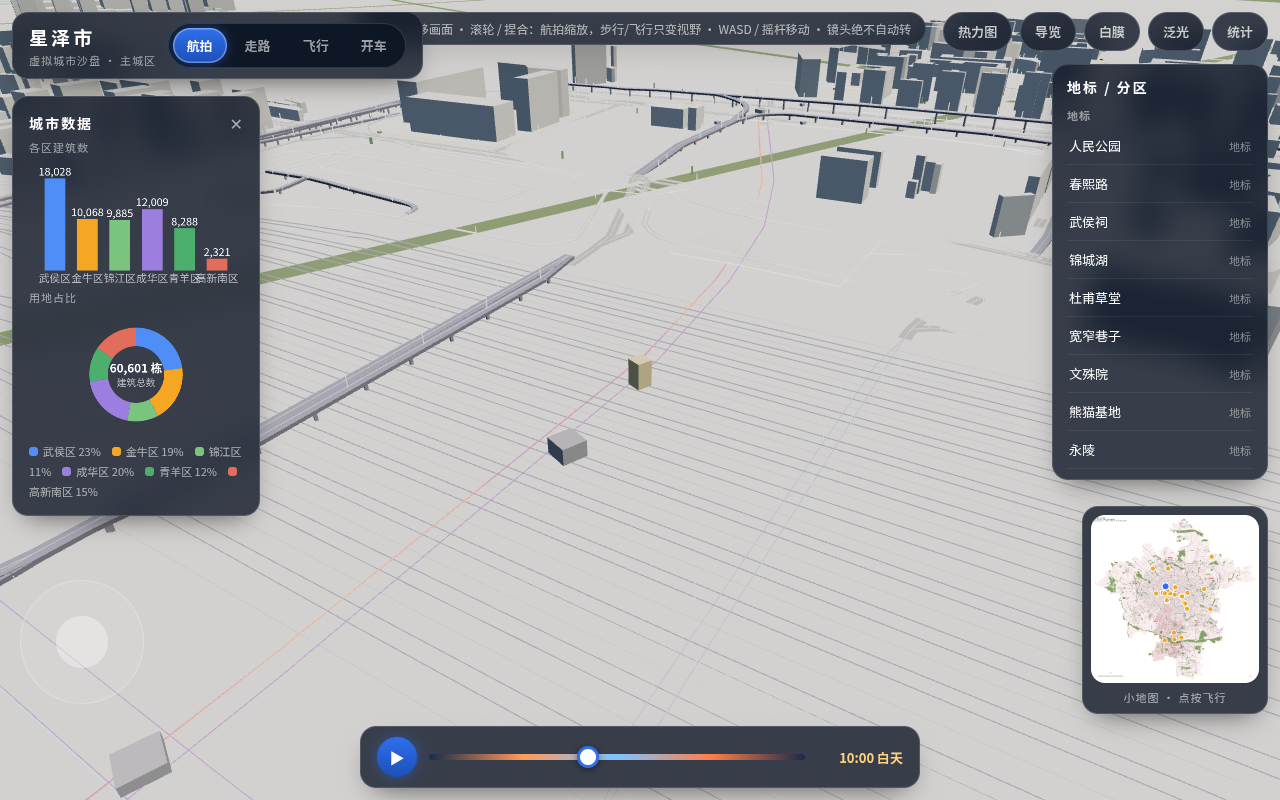 星泽市
虚拟城市沙盘 · 主城区
航拍 走路 飞行 开车
移画面 · 滚轮 / 捏合：航拍缩放，步行/飞行只变视野 · WASD / 摇杆移动 · 镜头绝不自动转
热力图 导览 白膜 泛光 统计
城市数据 ×
各区建筑数
18,028
10,068
9,885
12,009
8,288
2,321
武侯区 金牛区 锦江区 成华区 青羊区 高新南区
用地占比
60,601 栋
建筑总数
武侯区 23% 金牛区 19% 锦江区
11% 成华区 20% 青羊区 12%
高新南区 15%
地标 / 分区
地标
人民公园 地标
春熙路 地标
武侯祠 地标
锦城湖 地标
杜甫草堂 地标
宽窄巷子 地标
文殊院 地标
熊猫基地 地标
永陵 地标
小地图 · 点按飞行
10:00 白天